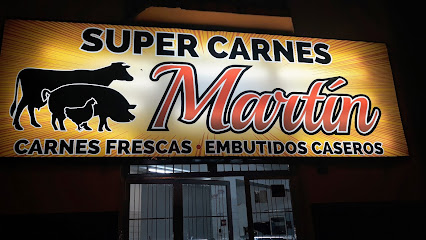 SUPER CARNES
Martín
CARNES FRESCAS · EMBUTIDOS CASEROS